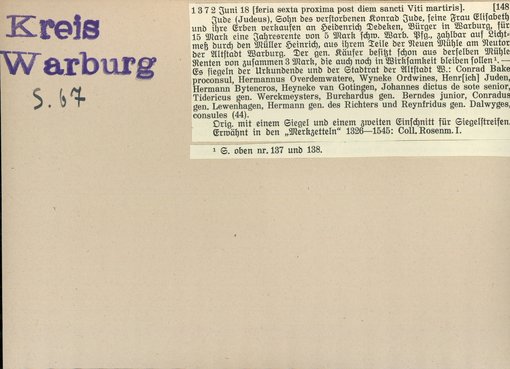 Kreis
Warburg
S. 67
1372 Juni 18 [feria sexta proxima post diem sancti Viti martiris]. [148
Jude (Judeus), Sohn des verstorbenen Konrad Jude, seine Frau Elisabeth
und ihre Erben verkaufen an Heidenrich Debeken, Bürger in Warburg, für
15 Mark eine Jahresrente von 5 Mark schw. Warb. Pfg., zahlbar auf Licht-
meß durch den Müller Heinrich, aus ihrem Teile der Neuen Mühle am Neutor
der Altstadt Warburg. Der gen. Käufer besitzt schon aus derselben Mühle
Renten von zusammen 3 Mark, die auch noch in Wirksamkeit bleiben sollen¹. —
Es siegeln der Urkundende und der Stadtrat der Altstadt W.: Conrad Bake
proconsul, Hermannus Overdemwatere, Wyneke Ordwines, Henr[ich] Juden,
Hermann Bytencros, Heyneke van Gotingen, Johannes dictus de sote senior,
Tidericus gen. Werckmeysters, Burchardus gen. Berndes junior, Conradus
gen. Lewenhagen, Hermann gen. des Richters und Reynfridus gen. Dalwyges,
consules (44).
Orig. mit einem Siegel und einem zweiten Einschnitt für Siegelstreifen.
Erwähnt in den „Merkzetteln" 1326—1545: Coll. Rosenm. I.
¹ S. oben nr. 137 und 138.